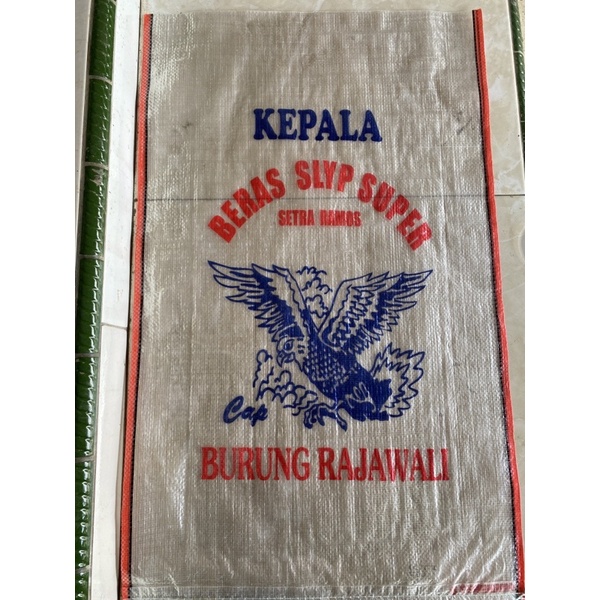 KEPALA
BERAS SLYP SUPER
SETRA RAMOS
Cap
BURUNG RAJAWALI